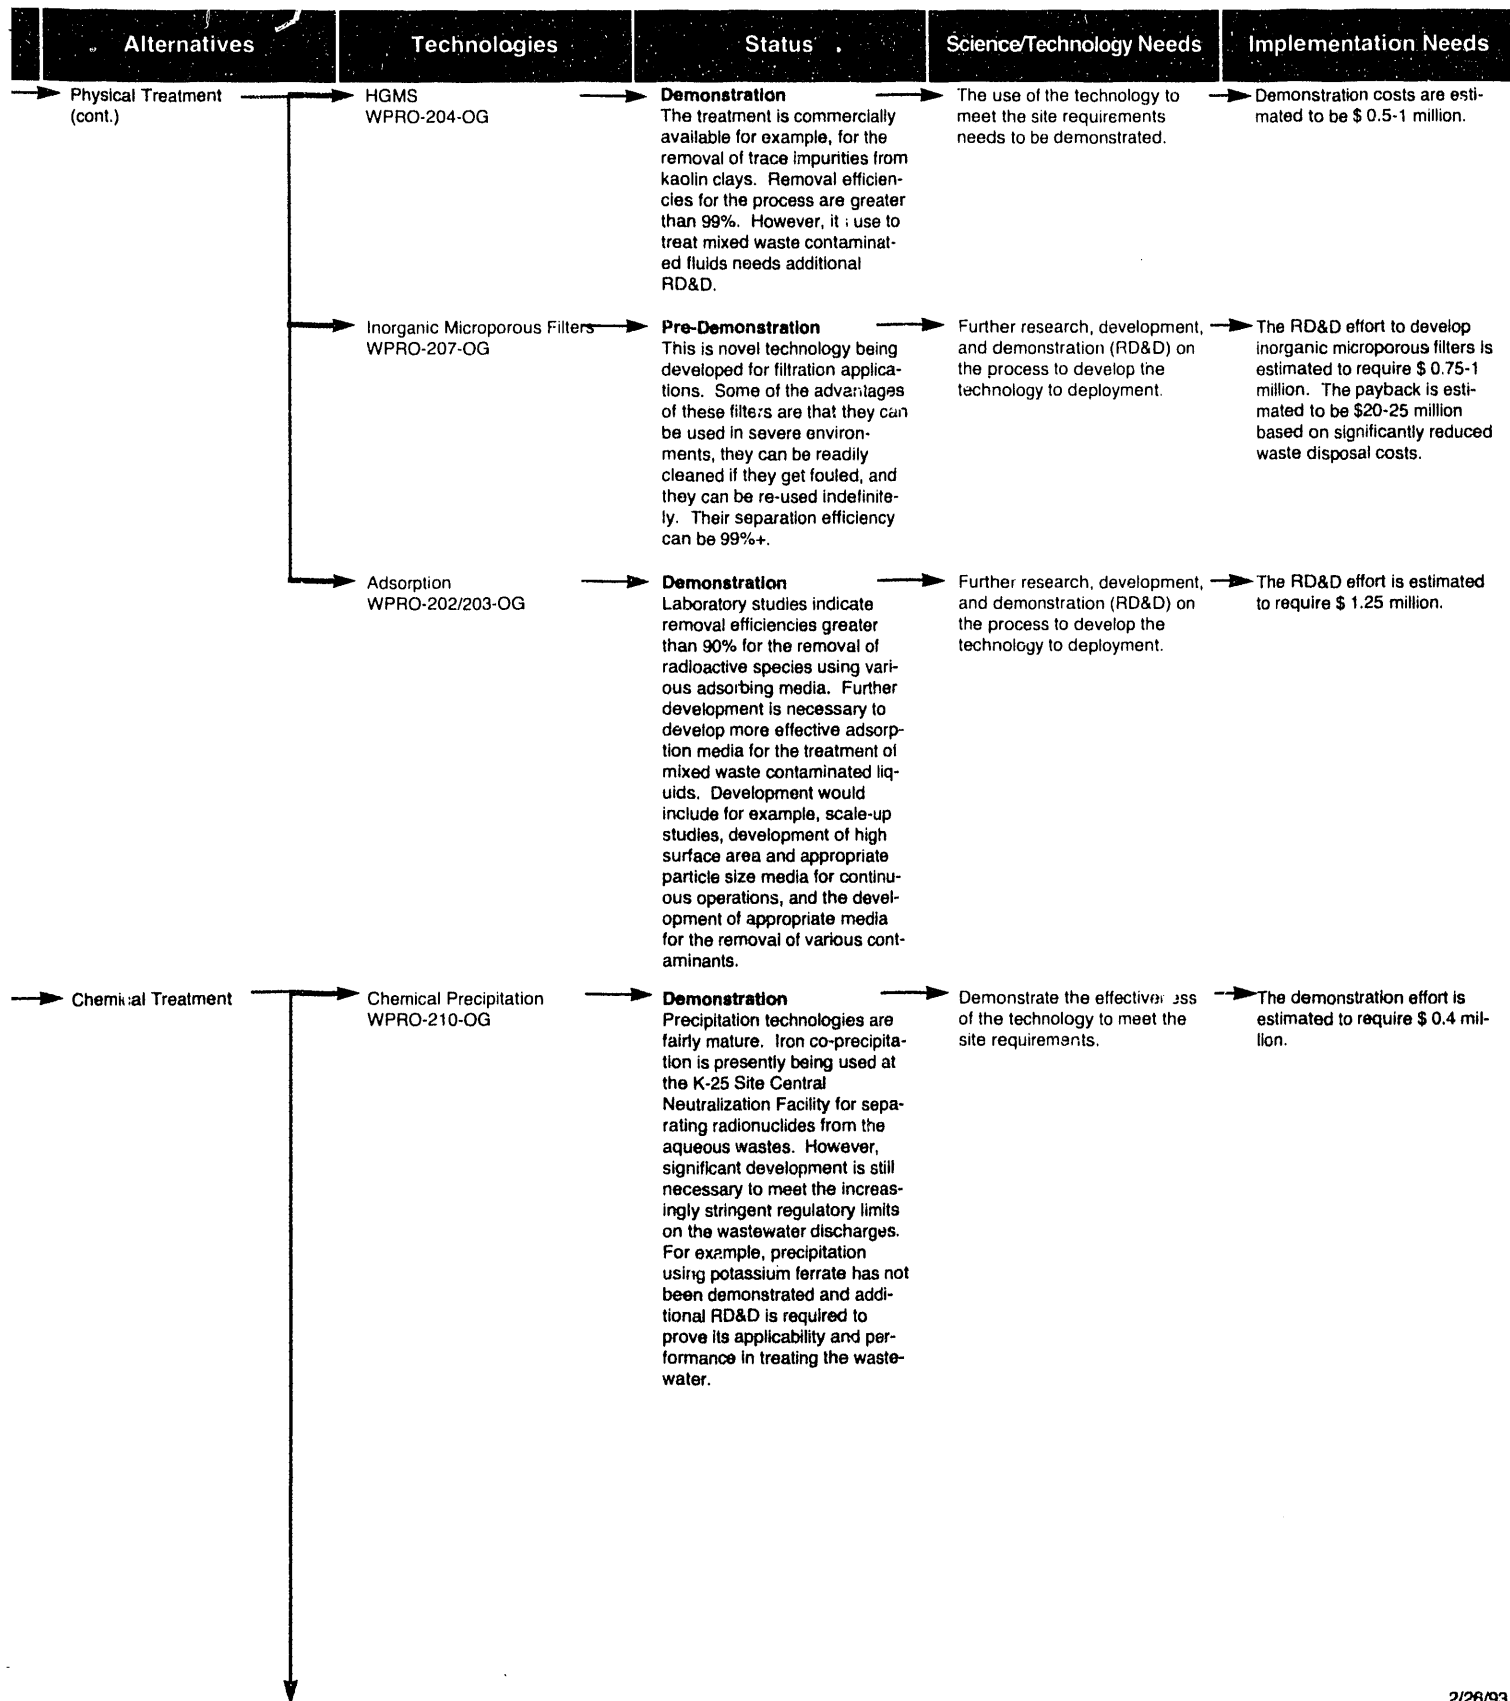 Alternatives
Technologies
Status
Science/Technology Needs
Implementation Needs
Physical Treatment
(cont.)
HGMS
WPRO-204-OG
Demonstration
The treatment is commercially
available for example, for the
removal of trace impurities from
kaolin clays. Removal efficien-
cies for the process are greater
than 99%. However, it use to
treat mixed waste contaminat-
ed fluids needs additional
RD&D.
The use of the technology to
meet the site requirements
needs to be demonstrated.
Demonstration costs are esti-
mated to be $ 0.5-1 million.
Inorganic Microporous Filters
WPRO-207-OG
Pre-Demonstration
This is novel technology being
developed for filtration applica-
tions. Some of the advantages
of these filters are that they can
be used in severe environ-
ments, they can be readily
cleaned if they get fouled, and
they can be re-used indefinite-
ly. Their separation efficiency
can be 99%+.
Further research, development,
and demonstration (RD&D) on
the process to develop the
technology to deployment.
The RD&D effort to develop
inorganic microporous filters is
estimated to require $ 0.75-1
million. The payback is esti-
mated to be $20-25 million
based on significantly reduced
waste disposal costs.
Adsorption
WPRO-202/203-OG
Demonstration
Laboratory studies indicate
removal efficiencies greater
than 90% for the removal of
radioactive species using vari-
ous adsorbing media. Further
development is necessary to
develop more effective adsorp-
tion media for the treatment of
mixed waste contaminated liq-
uids. Development would
include for example, scale-up
studies, development of high
surface area and appropriate
particle size media for continu-
ous operations, and the devel-
opment of appropriate media
for the removal of various cont-
aminants.
Further research, development,
and demonstration (RD&D) on
the process to develop the
technology to deployment.
The RD&D effort is estimated
to require $ 1.25 million.
Chemical Treatment
Chemical Precipitation
WPRO-210-OG
Demonstration
Precipitation technologies are
fairly mature. Iron co-precipita-
tion is presently being used at
the K-25 Site Central
Neutralization Facility for sepa-
rating radionuclides from the
aqueous wastes. However,
significant development is still
necessary to meet the increas-
ingly stringent regulatory limits
on the wastewater discharges.
For example, precipitation
using potassium ferrate has not
been demonstrated and addi-
tional RD&D is required to
prove its applicability and per-
formance in treating the waste-
water.
Demonstrate the effectiveness
of the technology to meet the
site requirements.
The demonstration effort is
estimated to require $ 0.4 mil-
lion.
2/26/93